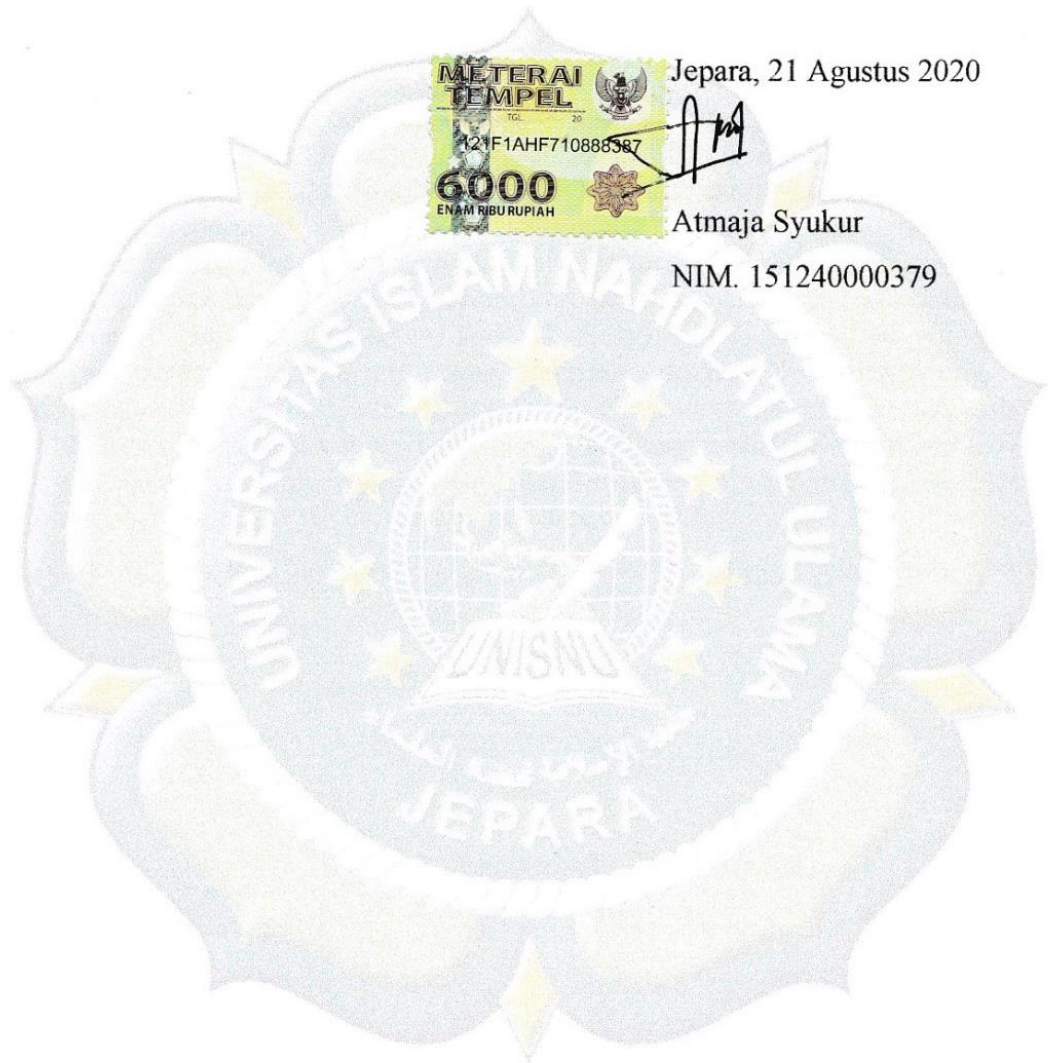 METERAI
TEMPEL
TGL. 20
121F1AHF710888387
6000
ENAM RIBU RUPIAH
Jepara, 21 Agustus 2020
Atmaja Syukur
NIM. 151240000379
UNIVERSITAS ISLAM NAHDLATUL ULAMA
UNISNU
JEPARA